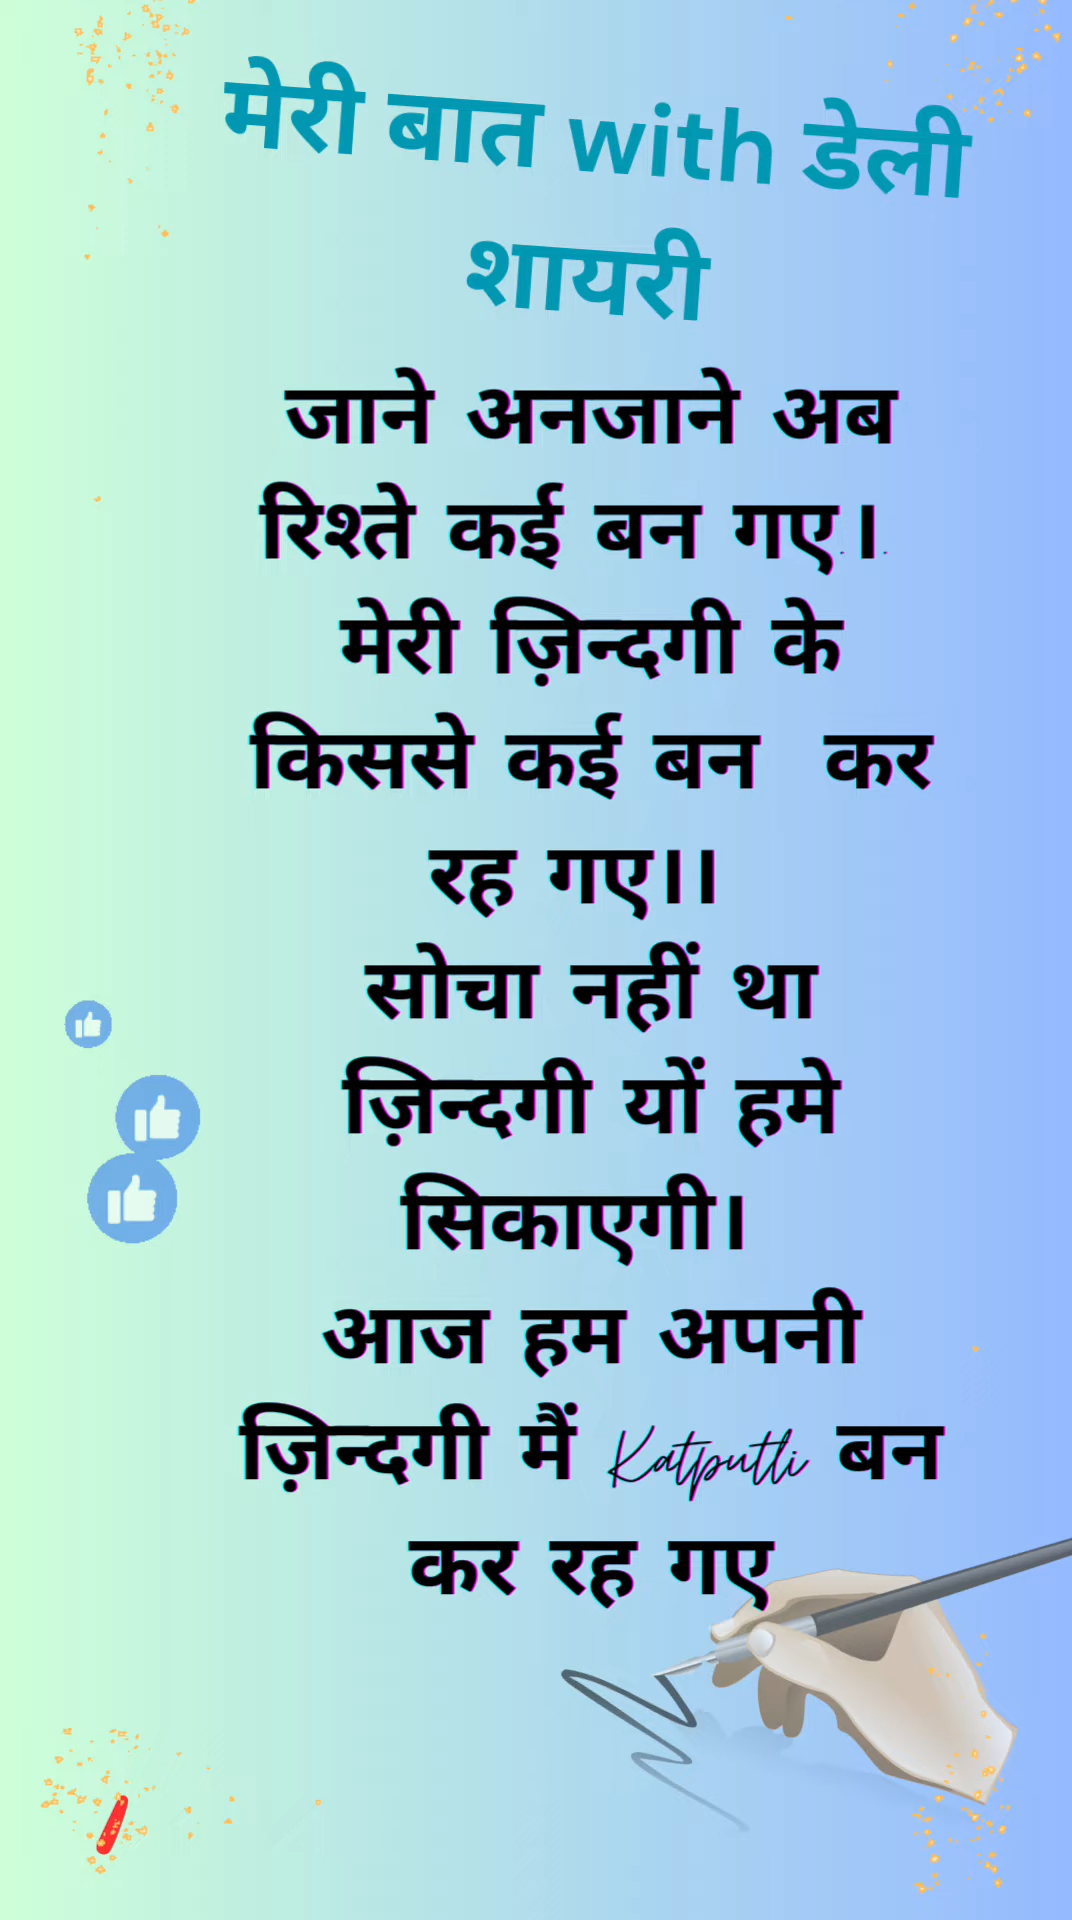 मेरी बात with डेली
शायरी
जाने अनजाने अब
रिश्ते कई बन गए।
मेरी ज़िन्दगी के
किससे कई बन कर
रह गए।।
सोचा नहीं था
ज़िन्दगी यों हमे
सिकाएगी।
आज हम अपनी
ज़िन्दगी मैं Katputli बन
कर रह गए